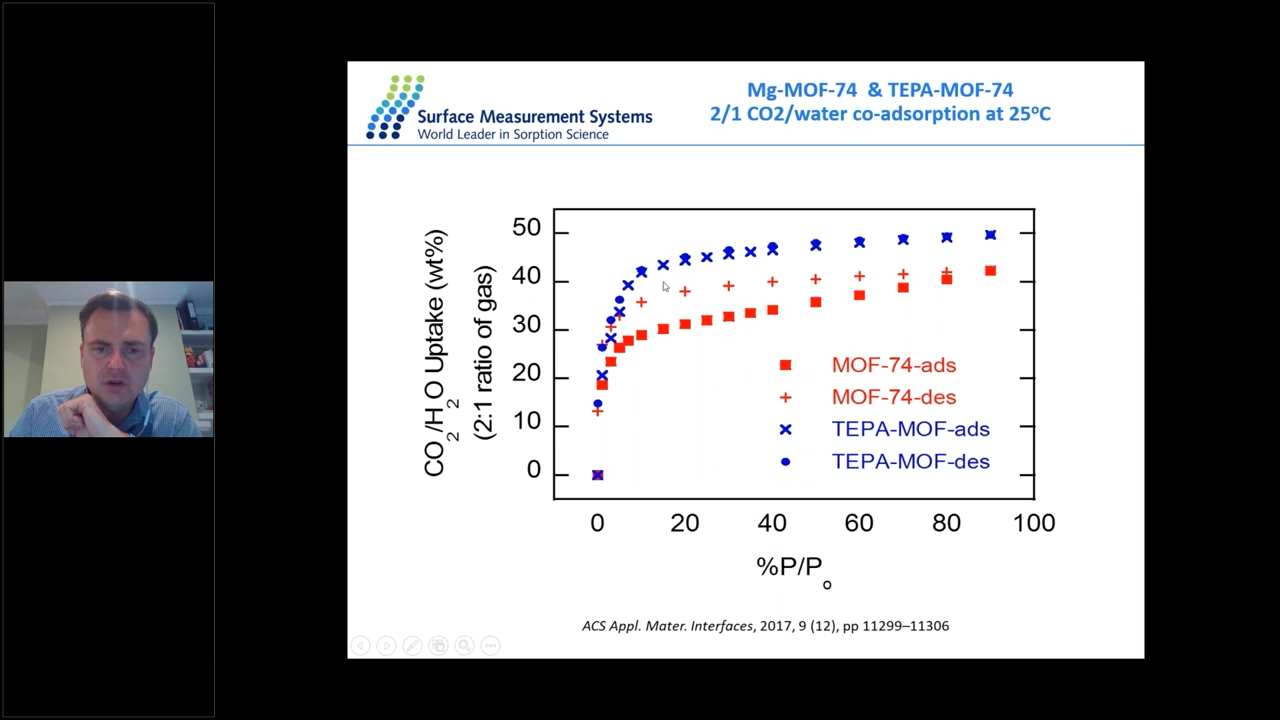 Surface Measurement Systems
World Leader in Sorption Science
Mg-MOF-74 & TEPA-MOF-74
2/1 CO2/water co-adsorption at 25°C
CO2/H2O Uptake (wt%)
(2:1 ratio of gas)
50
40
30
20
10
0
MOF-74-ads
MOF-74-des
TEPA-MOF-ads
TEPA-MOF-des
0 20 40 60 80 100
%P/Po
ACS Appl. Mater. Interfaces, 2017, 9 (12), pp 11299–11306